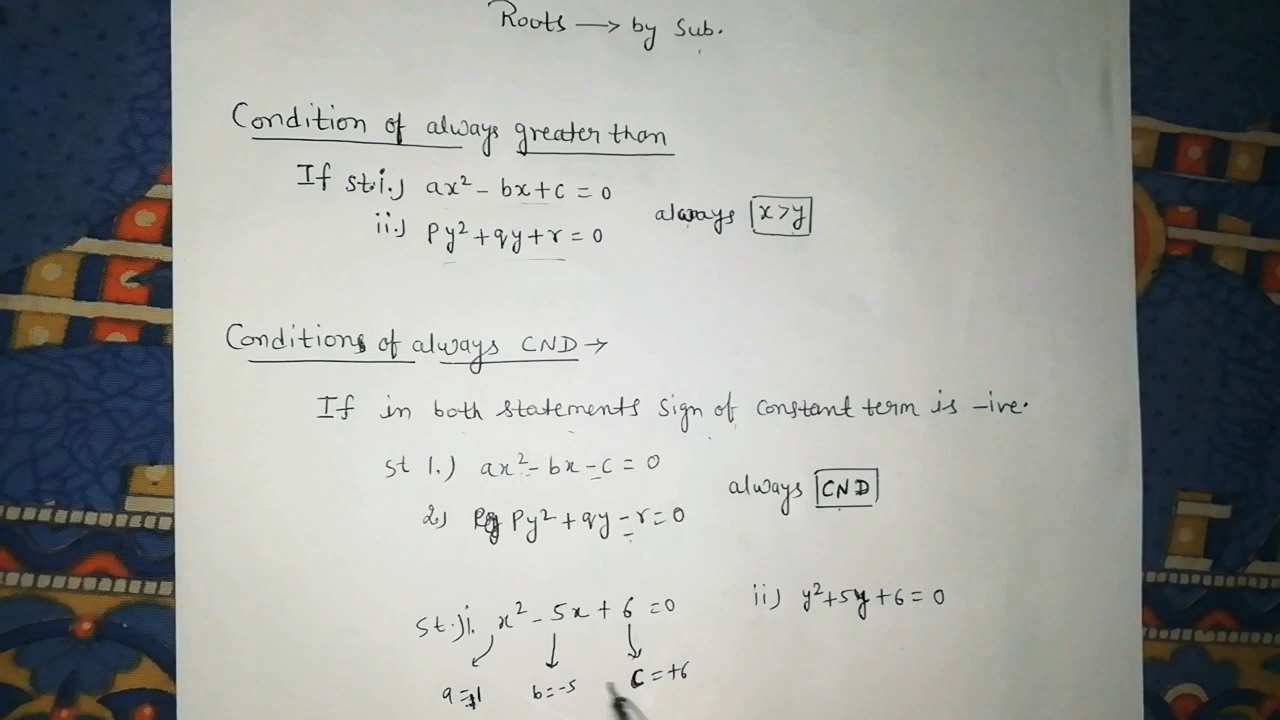 Roots → by Sub.
Condition of always greater than
If st.i.) ax² - bx + c = 0
ii.) py² + qy + r = 0
always x > y
Conditions of always CND →
If in both statements sign of constant term is -ive.
st 1.) ax² - bx - c = 0
2.) Py² + qy - r = 0
always CND
st.)i. x² - 5x + 6 = 0
ii) y² + 5y + 6 = 0
a = +1 b = -5 c = +6